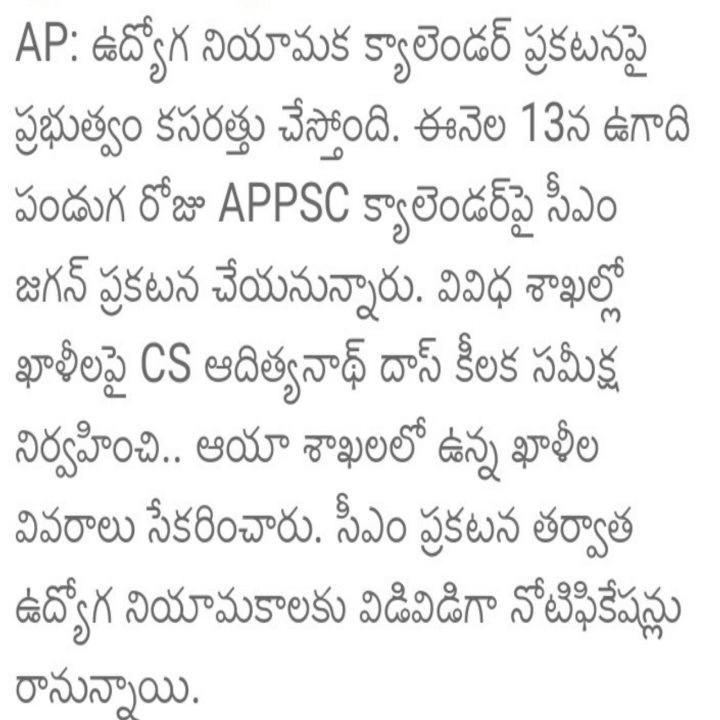 AP: ఉద్యోగ నియామక క్యాలెండర్ ప్రకటనపై
ప్రభుత్వం కసరత్తు చేస్తోంది. ఈనెల 13న ఉగాది
పండుగ రోజు APPSC క్యాలెండర్‌పై సీఎం
జగన్ ప్రకటన చేయనున్నారు. వివిధ శాఖల్లో
ఖాళీలపై CS ఆదిత్యనాథ్ దాస్ కీలక సమీక్ష
నిర్వహించి.. ఆయా శాఖలలో ఉన్న ఖాళీల
వివరాలు సేకరించారు. సీఎం ప్రకటన తర్వాత
ఉద్యోగ నియామకాలకు విడివిడిగా నోటిఫికేషన్లు
రానున్నాయి.